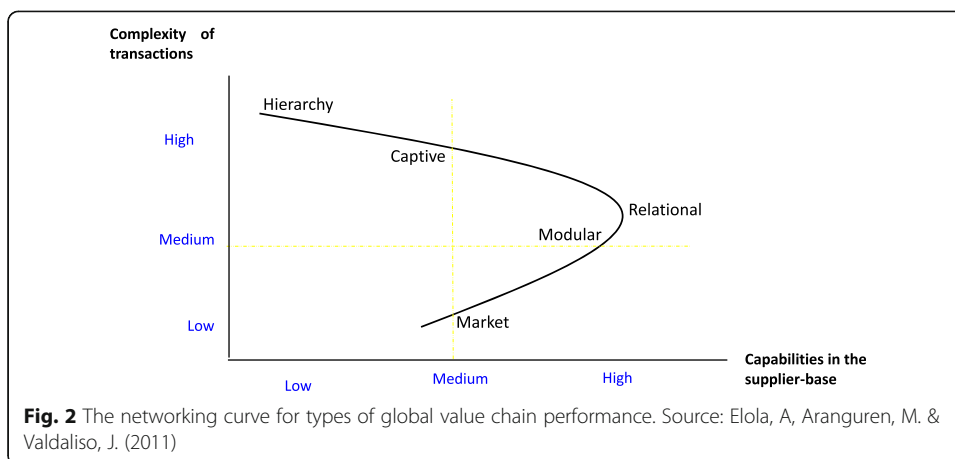 Complexity of
transactions
Hierarchy
High
Captive
Relational
Modular
Medium
Market
Low
Capabilities in the
supplier-base
Low
Medium
High
Fig. 2 The networking curve for types of global value chain performance. Source: Elola, A, Aranguren, M. &
Valdaliso, J. (2011)